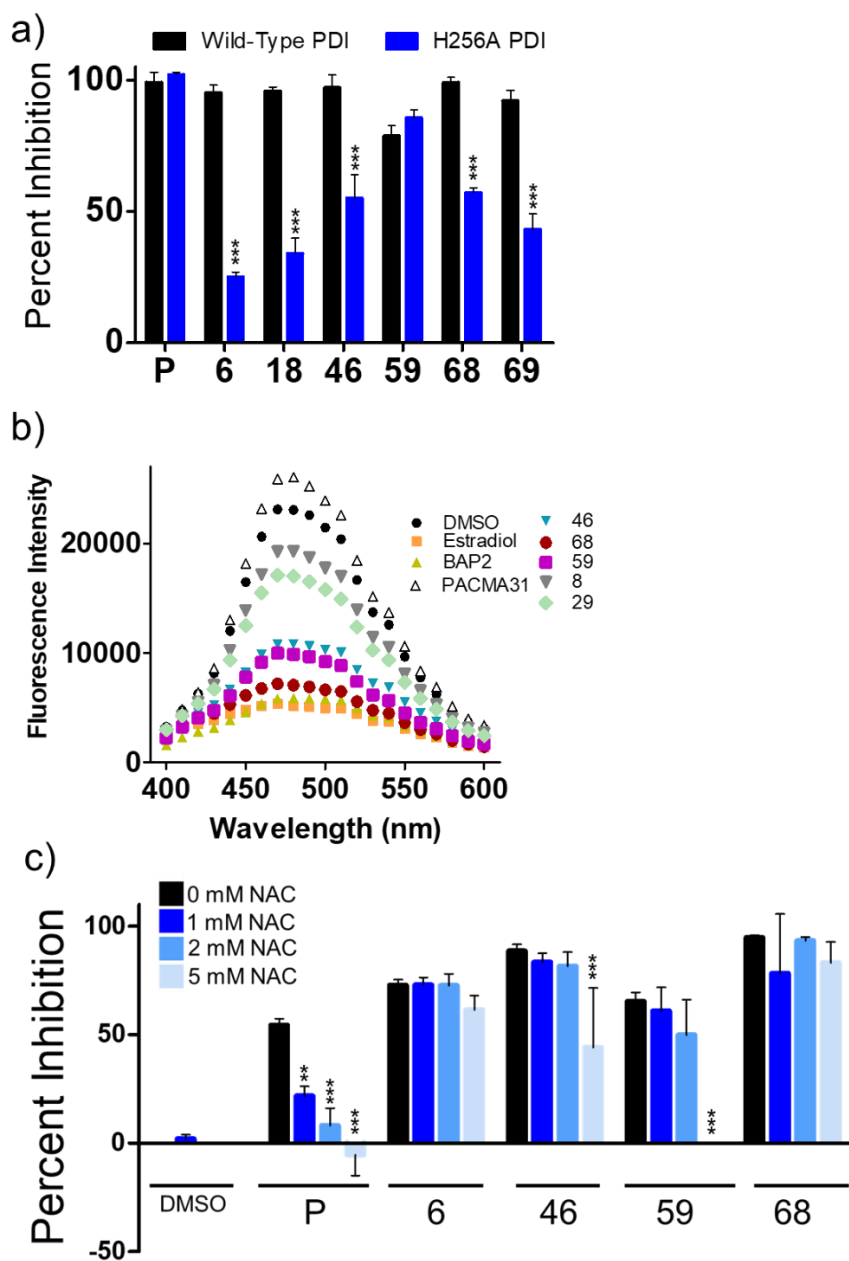 a)
Wild-Type PDI H256A PDI
Percent Inhibition
100
50
0
*** *** *** *** ***
P 6 18 46 59 68 69
b)
Fluorescence Intensity
20000
10000
0
DMSO
Estradiol
BAP2
PACMA31
46
68
59
8
29
400 450 500 550 600
Wavelength (nm)
c)
Percent Inhibition
0 mM NAC
1 mM NAC
2 mM NAC
5 mM NAC
100
50
0
-50
** *** *** *** ***
DMSO P 6 46 59 68